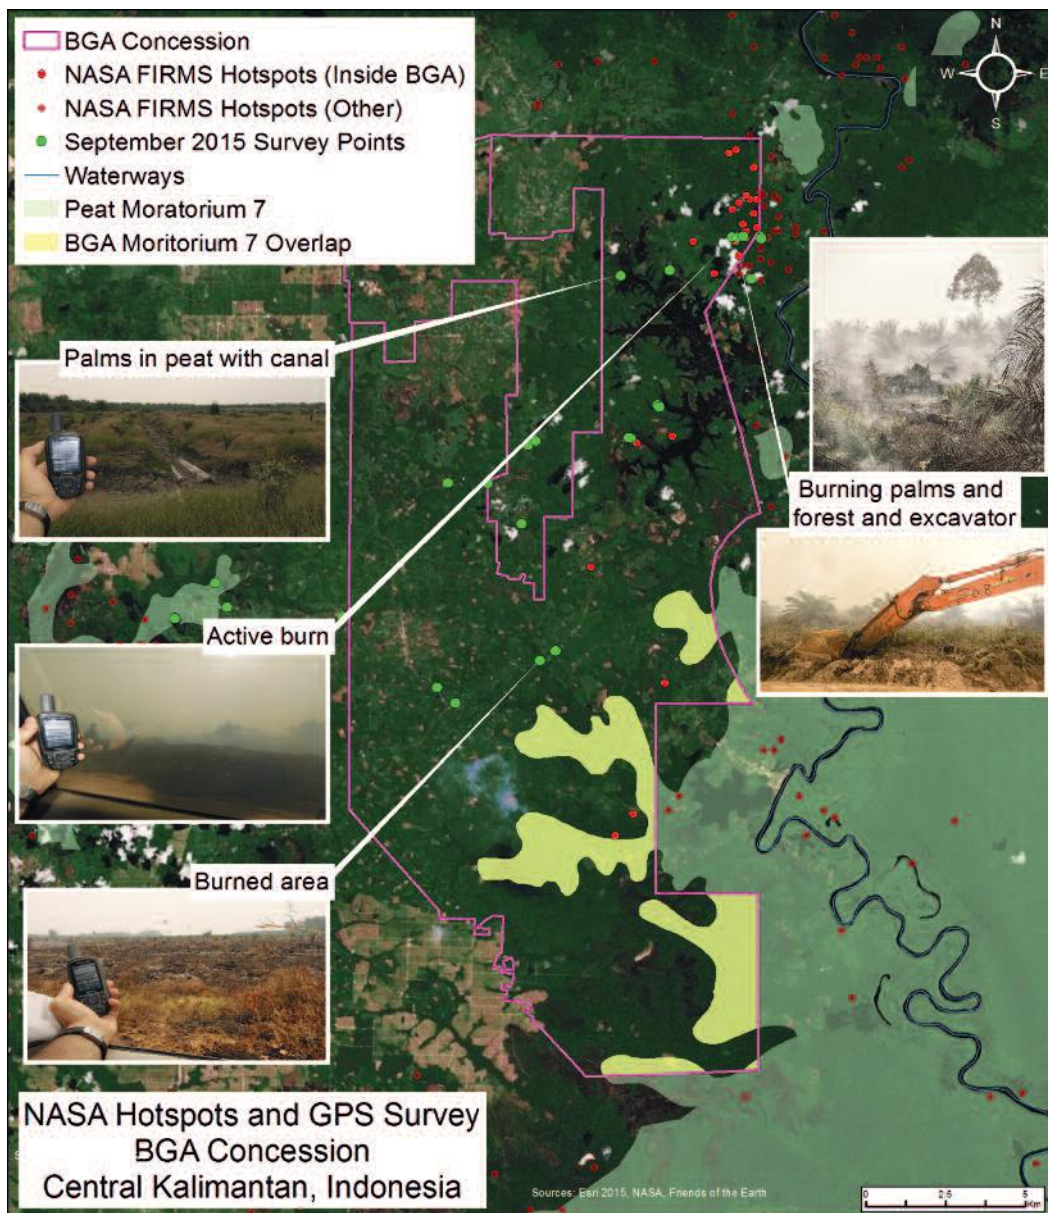 BGA Concession
NASA FIRMS Hotspots (Inside BGA)
NASA FIRMS Hotspots (Other)
September 2015 Survey Points
Waterways
Peat Moratorium 7
BGA Moritorium 7 Overlap
N
W
E
S
Palms in peat with canal
Burning palms and
forest and excavator
Active burn
Burned area
NASA Hotspots and GPS Survey
BGA Concession
Central Kalimantan, Indonesia
Sources: Esri 2015, NASA, Friends of the Earth
0 2.5 5
Km